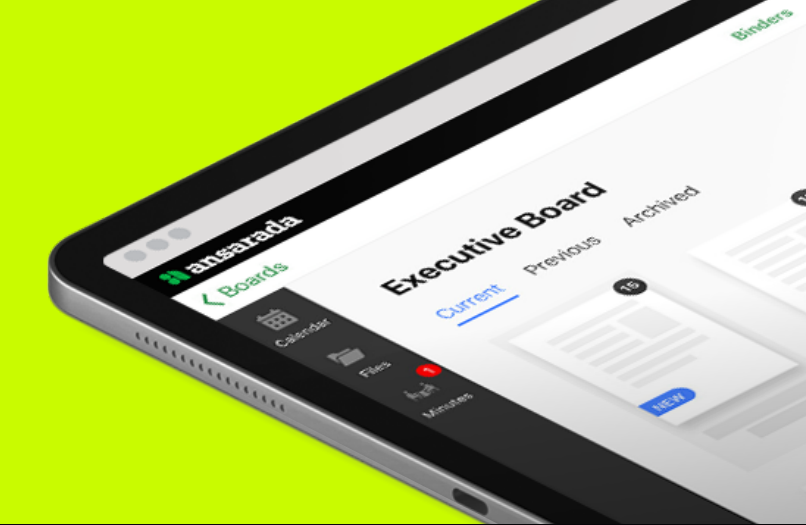 Binders
ansarada
Boards
Executive Board
Current
Previous
Archived
Calendar
Files
1
Minutes
15
NEW